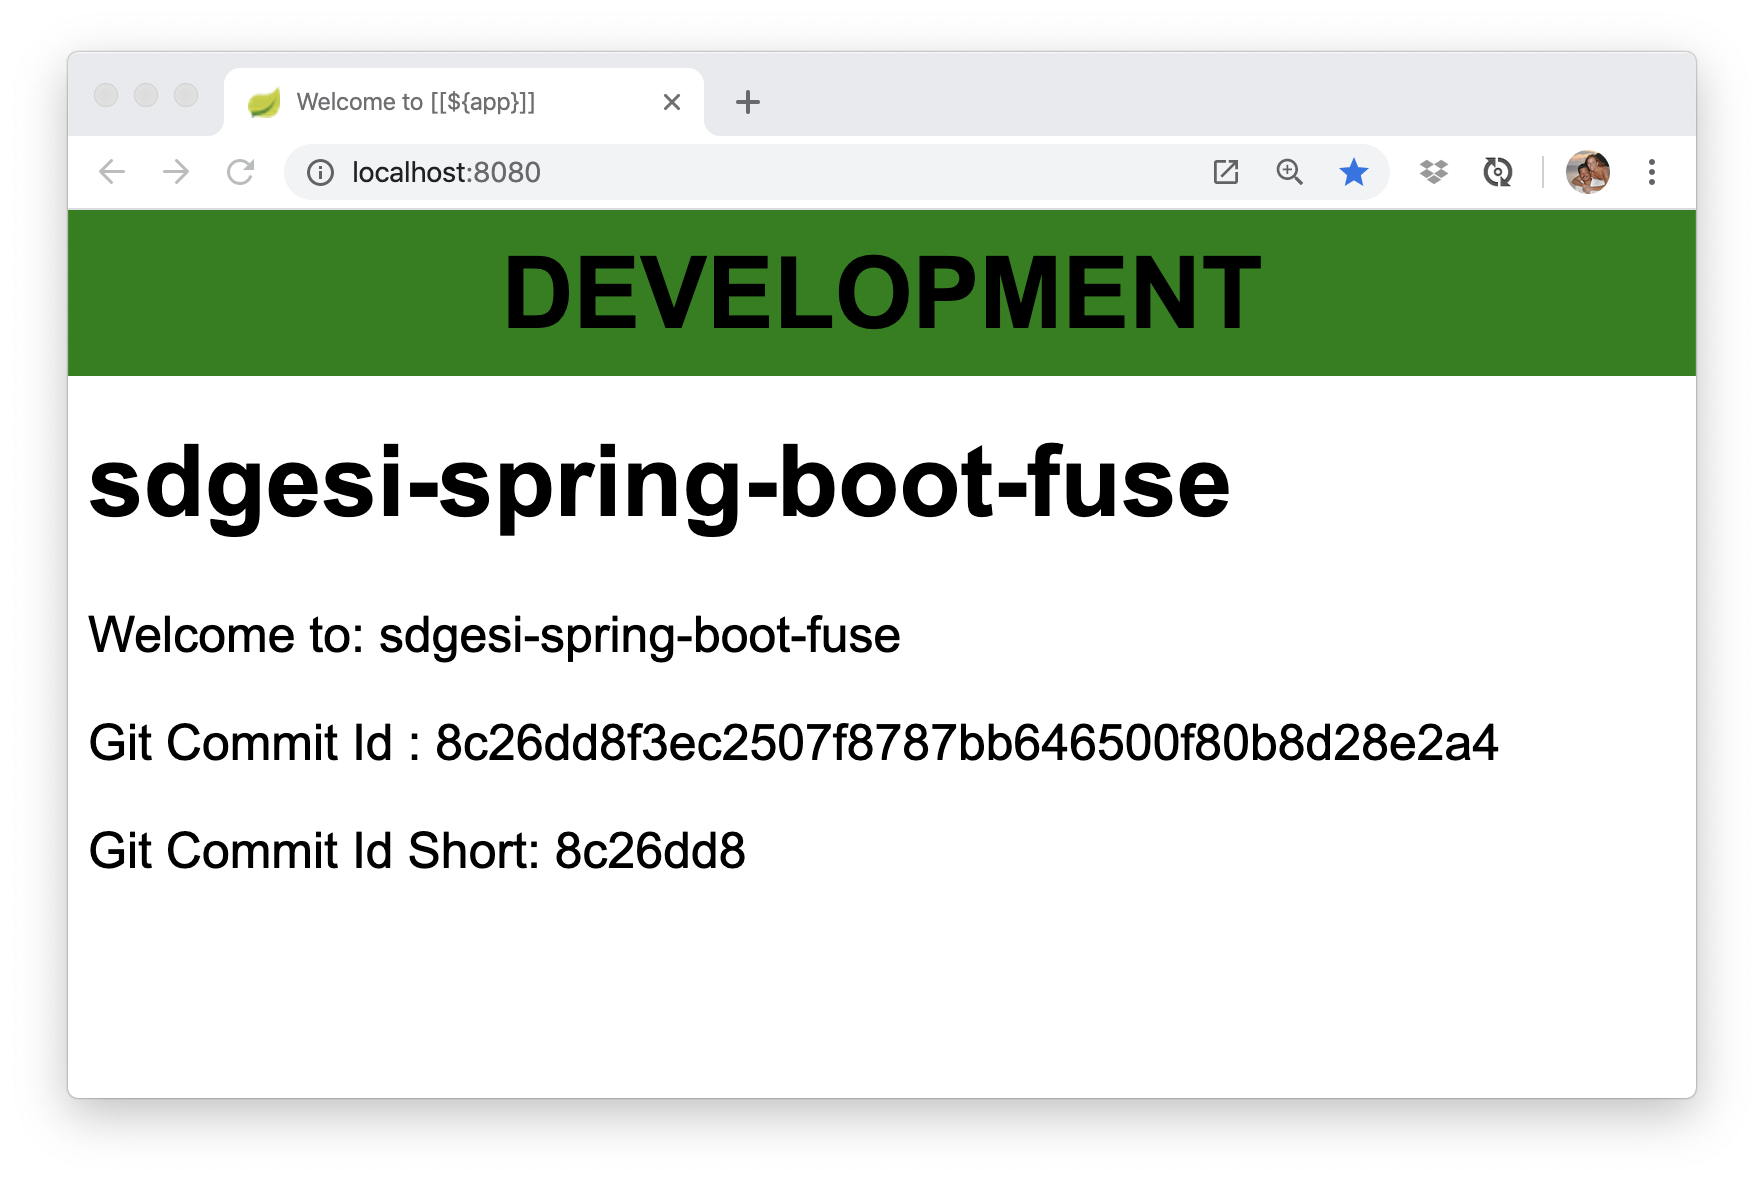 Welcome to [[${app}]]
localhost:8080
DEVELOPMENT
sdgesi-spring-boot-fuse
Welcome to: sdgesi-spring-boot-fuse
Git Commit Id : 8c26dd8f3ec2507f8787bb646500f80b8d28e2a4
Git Commit Id Short: 8c26dd8